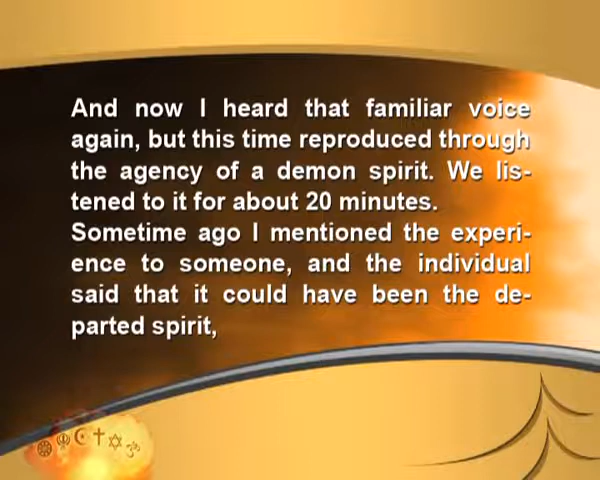 And now I heard that familiar voice
again, but this time reproduced through
the agency of a demon spirit. We lis-
tened to it for about 20 minutes.
Sometime ago I mentioned the experi-
ence to someone, and the individual
said that it could have been the de-
parted spirit,